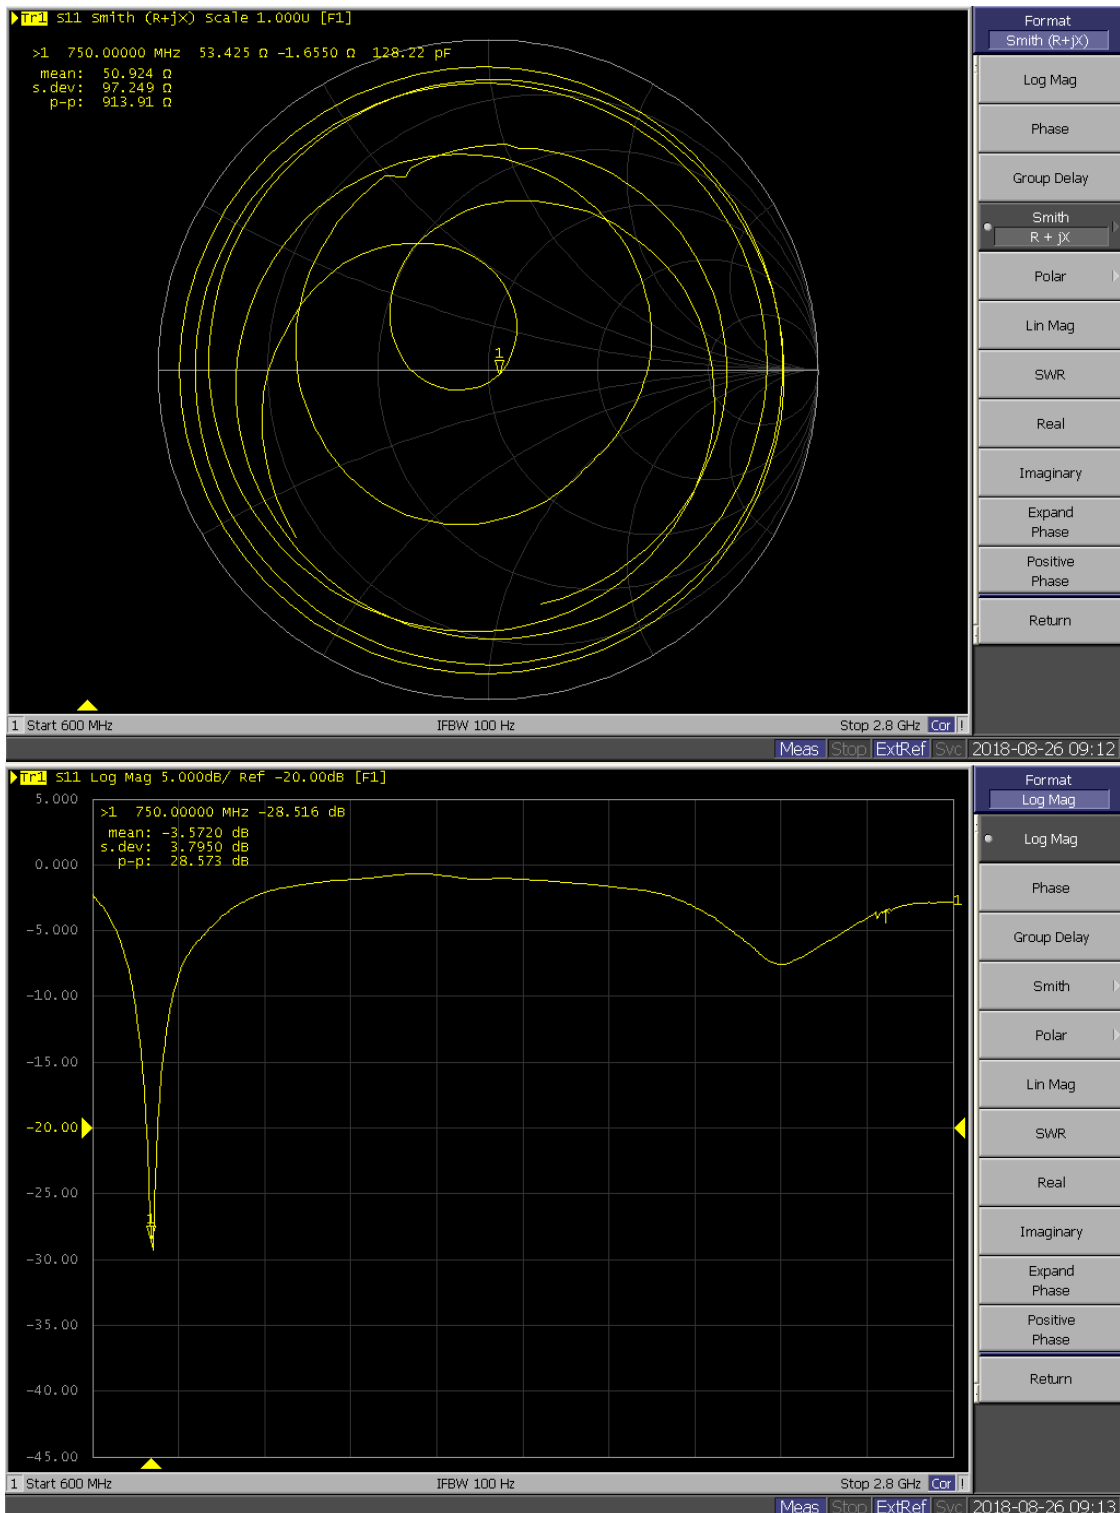 Tr1 S11 Smith (R+jX) Scale 1.000U [F1]
>1 750.00000 MHz 53.425 Ω -1.6550 Ω 128.22 pF
mean: 50.924 Ω
s.dev: 97.249 Ω
p-p: 913.91 Ω
1
1 Start 600 MHz IFBW 100 Hz Stop 2.8 GHz Cor !
Meas Stop ExtRef Svc 2018-08-26 09:12
Format
Smith (R+jX)
Log Mag
Phase
Group Delay
Smith
R + jX
Polar
Lin Mag
SWR
Real
Imaginary
Expand
Phase
Positive
Phase
Return
Tr1 S11 Log Mag 5.000dB/ Ref -20.00dB [F1]
5.000
>1 750.00000 MHz -28.516 dB
mean: -3.5720 dB
s.dev: 3.7950 dB
p-p: 28.573 dB
0.000
-5.000
-10.00
-15.00
-20.00
-25.00
-30.00
-35.00
-40.00
-45.00
1
1
1 Start 600 MHz IFBW 100 Hz Stop 2.8 GHz Cor !
Meas Stop ExtRef Svc 2018-08-26 09:13
Format
Log Mag
Log Mag
Phase
Group Delay
Smith
Polar
Lin Mag
SWR
Real
Imaginary
Expand
Phase
Positive
Phase
Return